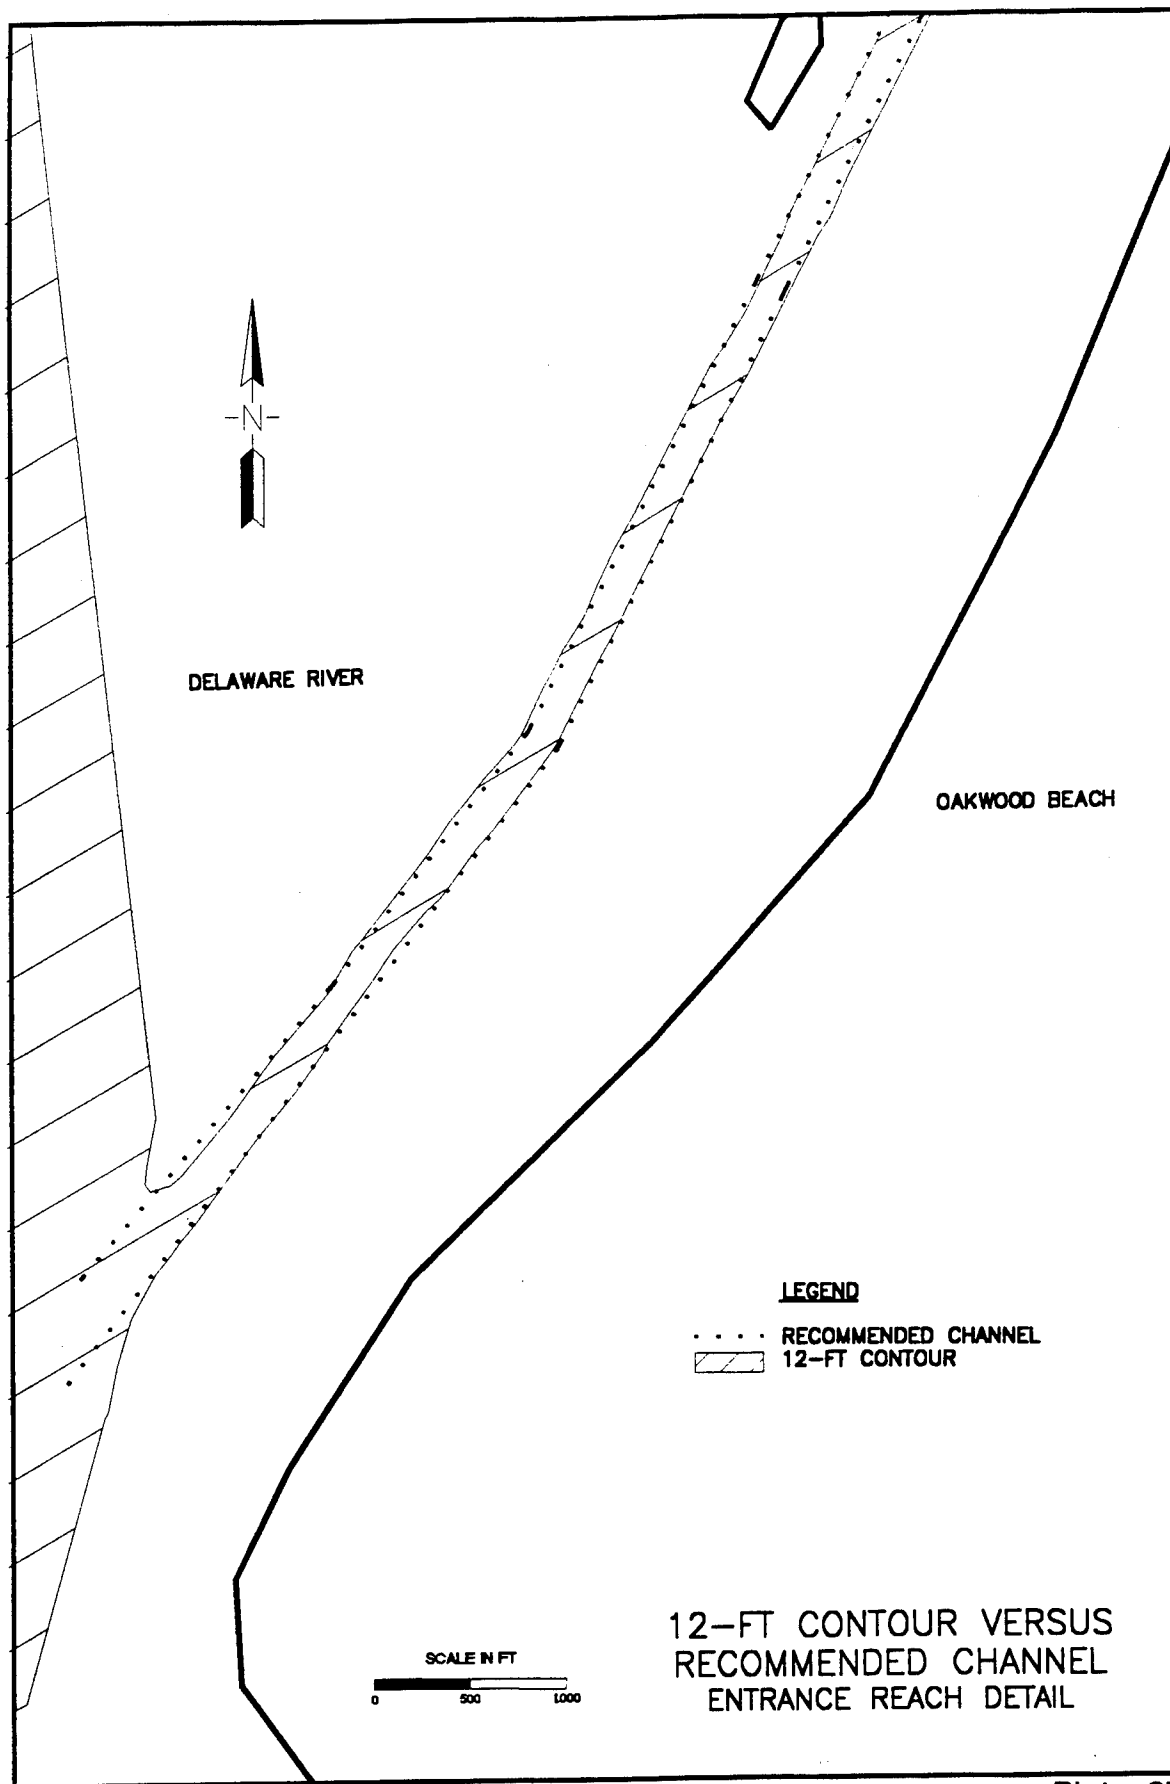 -N-
DELAWARE RIVER
OAKWOOD BEACH
LEGEND
RECOMMENDED CHANNEL
12-FT CONTOUR
SCALE IN FT
0 500 1000
12-FT CONTOUR VERSUS
RECOMMENDED CHANNEL
ENTRANCE REACH DETAIL